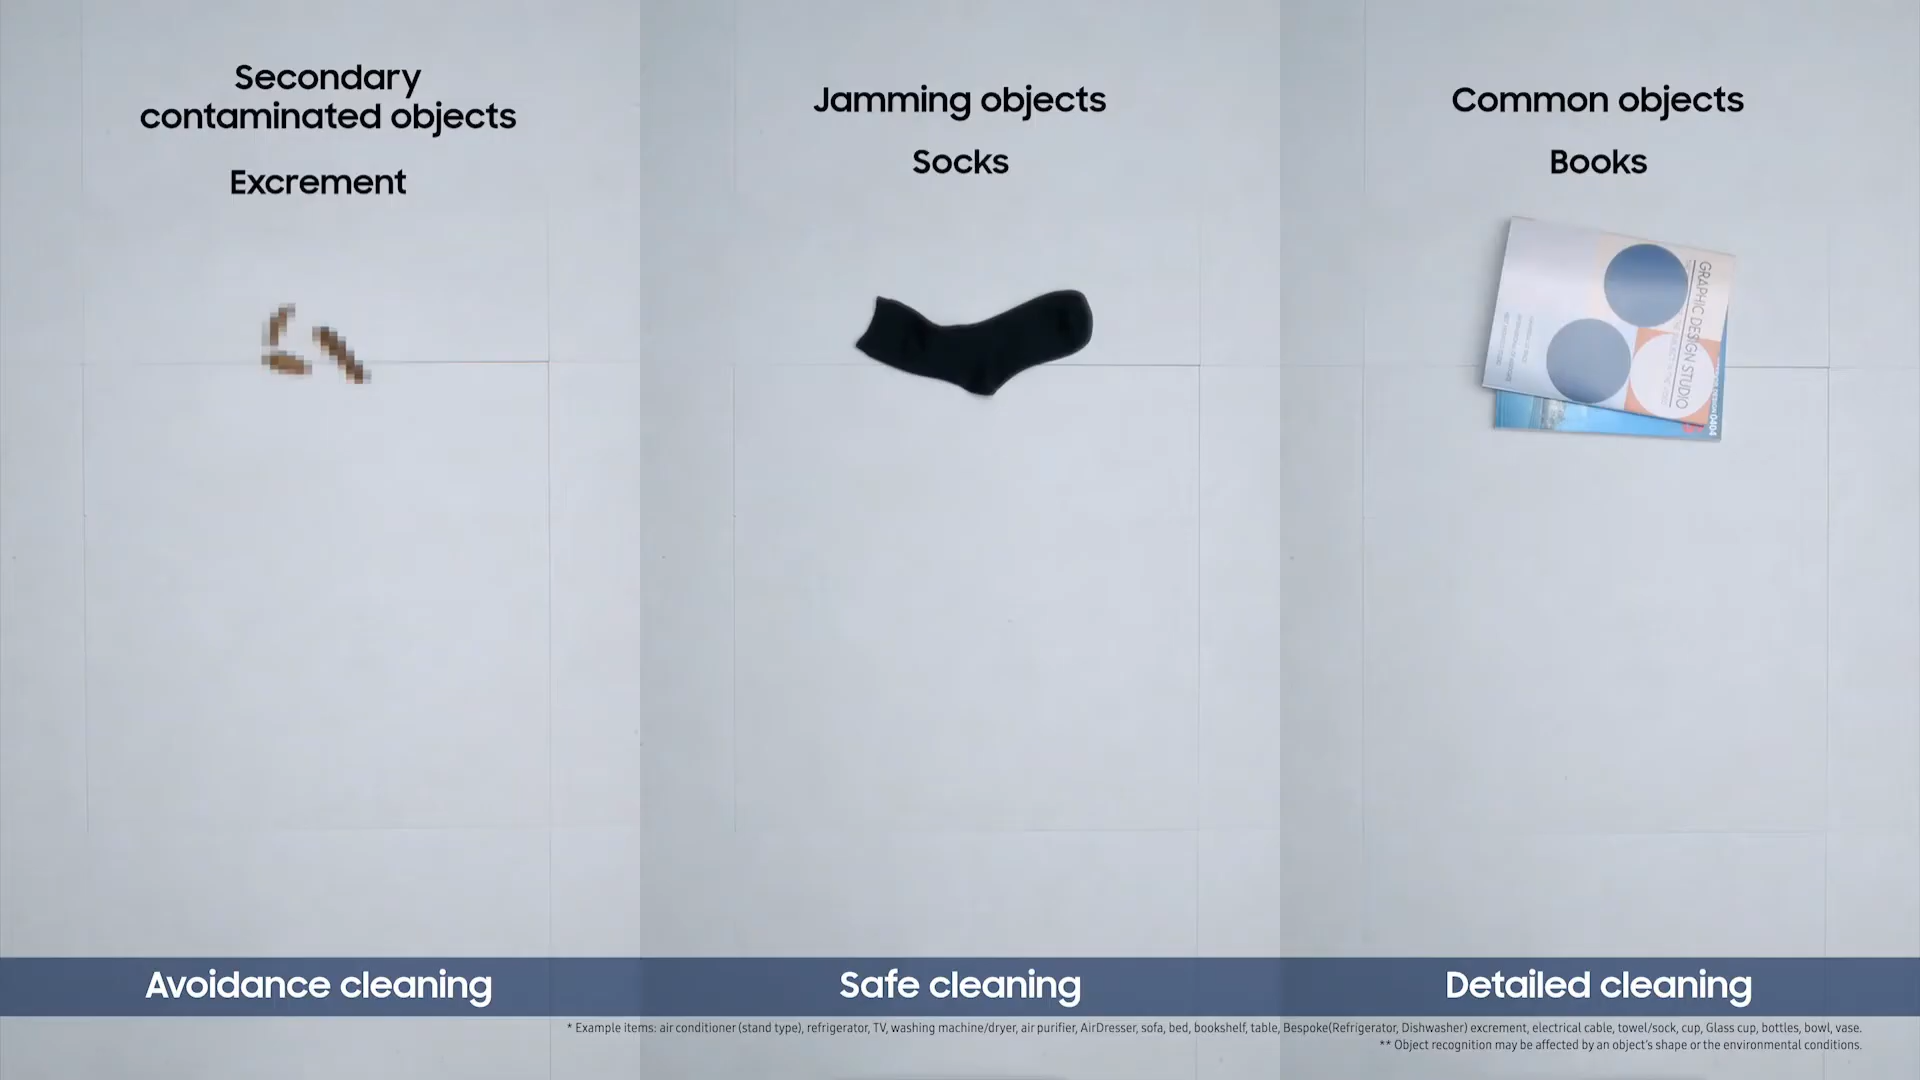 Secondary
contaminated objects
Excrement
Jamming objects
Socks
Common objects
Books
GRAPHIC DESIGN STUDIO
0404
Avoidance cleaning
Safe cleaning
Detailed cleaning
* Example items: air conditioner (stand type), refrigerator, TV, washing machine/dryer, air purifier, AirDresser, sofa, bed, bookshelf, table, Bespoke(Refrigerator, Dishwasher) excrement, electrical cable, towel/sock, cup, Glass cup, bottles, bowl, vase.
** Object recognition may be affected by an object's shape or the environmental conditions.